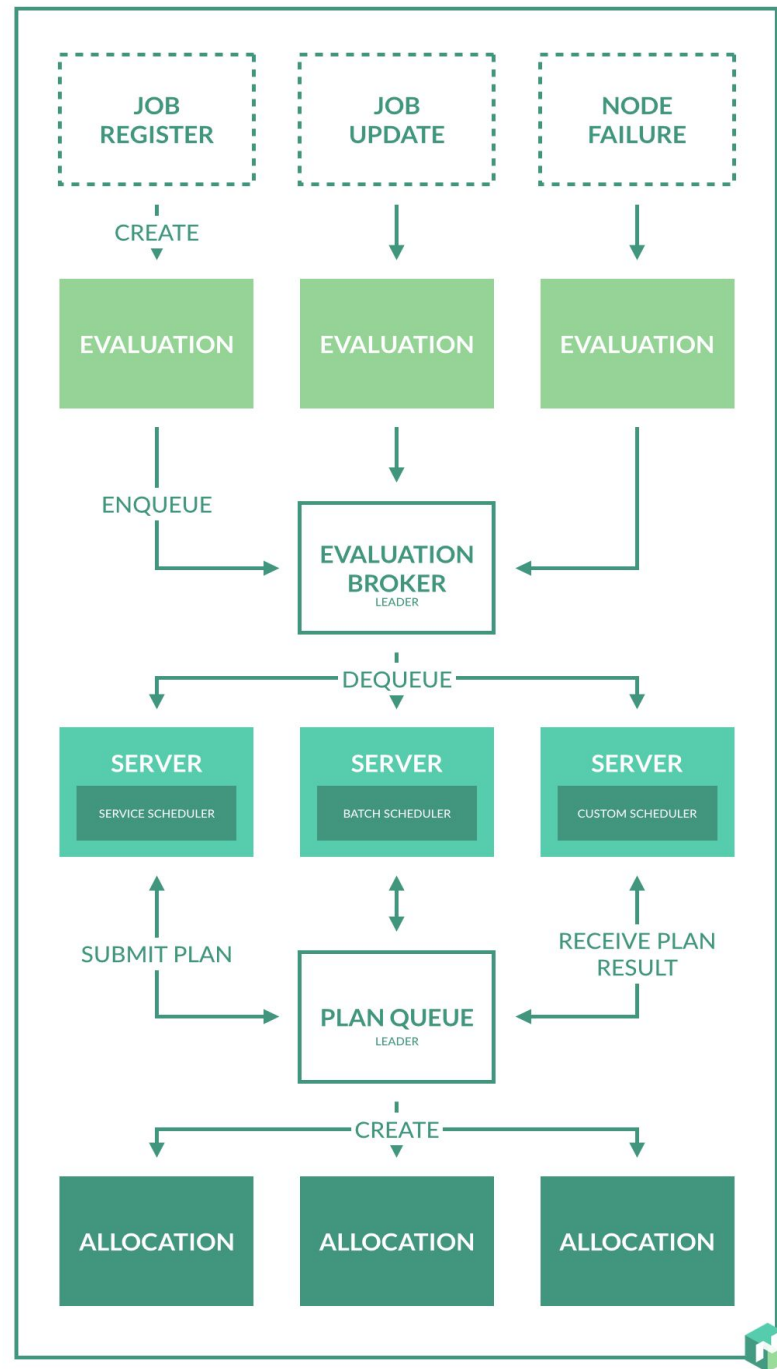 JOB
REGISTER
JOB
UPDATE
NODE
FAILURE
CREATE
EVALUATION
EVALUATION
EVALUATION
ENQUEUE
EVALUATION
BROKER
LEADER
DEQUEUE
SERVER
SERVICE SCHEDULER
SERVER
BATCH SCHEDULER
SERVER
CUSTOM SCHEDULER
SUBMIT PLAN
RECEIVE PLAN
RESULT
PLAN QUEUE
LEADER
CREATE
ALLOCATION
ALLOCATION
ALLOCATION